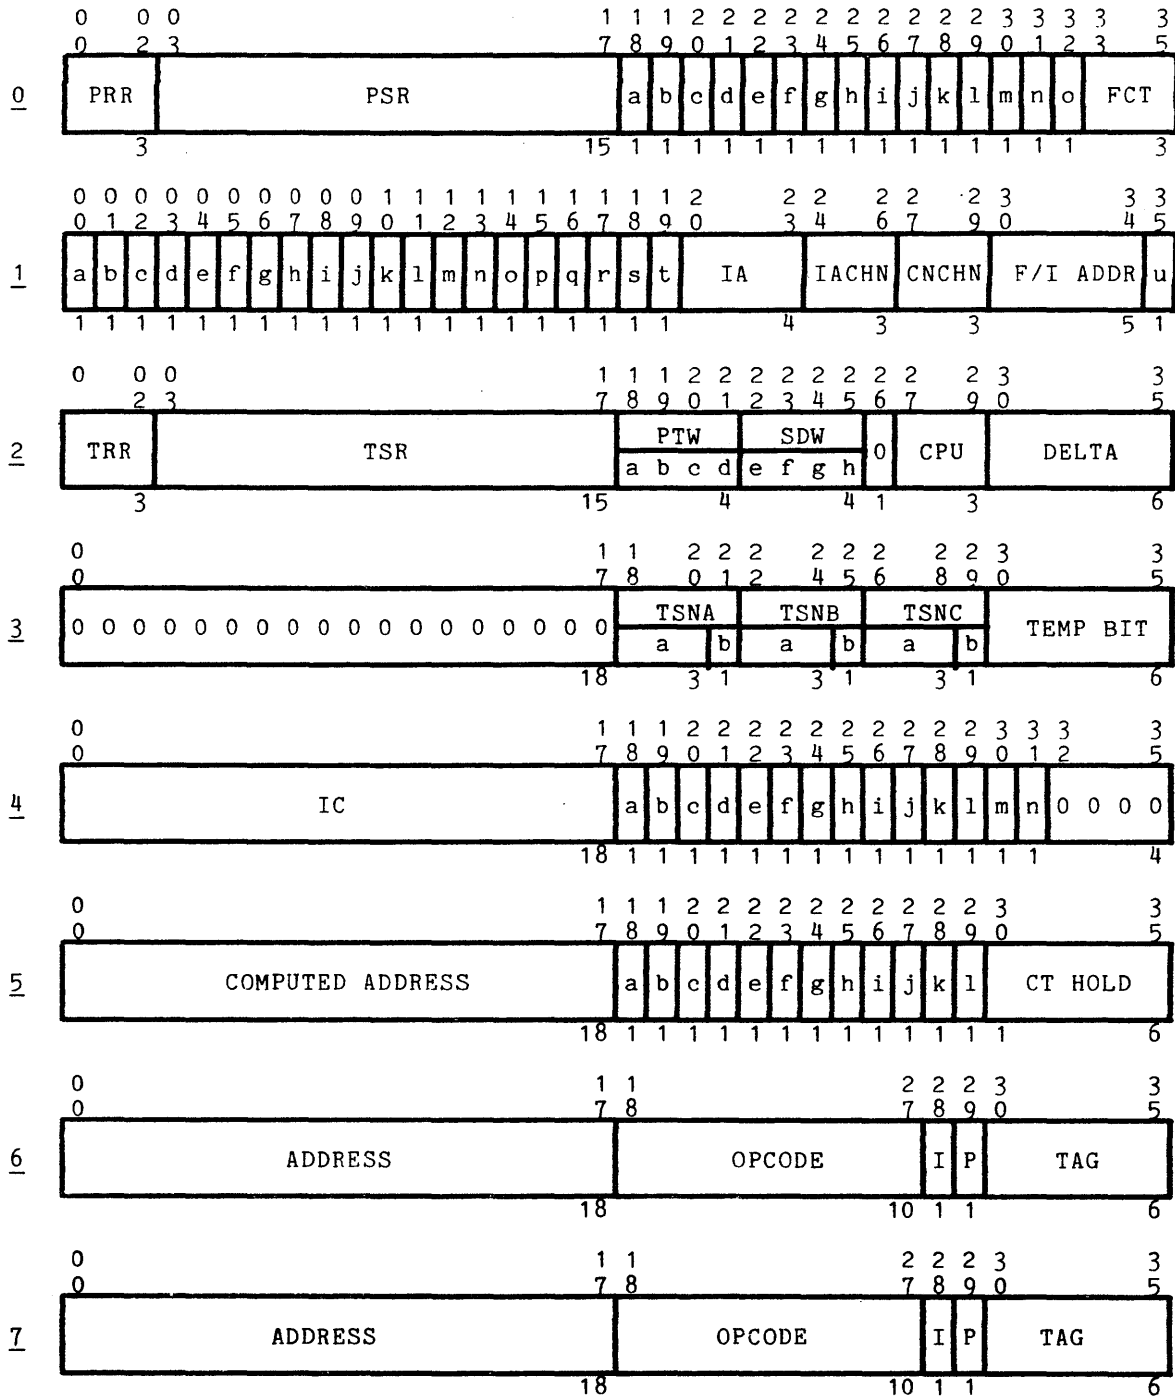 0 0 0 1 1 1 2 2 2 2 2 2 2 2 2 2 3 3 3 3 3
0 2 3 7 8 9 0 1 2 3 4 5 6 7 8 9 0 1 2 3 5
0 PRR PSR a b c d e f g h i j k l m n o FCT
3 15 1 1 1 1 1 1 1 1 1 1 1 1 1 1 1 3
0 0 0 0 0 0 0 0 0 0 1 1 1 1 1 1 1 1 1 1 2 2 2 2 2 2 3 3 3
0 1 2 3 4 5 6 7 8 9 0 1 2 3 4 5 6 7 8 9 0 3 4 6 7 9 0 4 5
1 a b c d e f g h i j k l m n o p q r s t IA IACHN CNCHN F/I ADDR u
1 1 1 1 1 1 1 1 1 1 1 1 1 1 1 1 1 1 1 1 4 3 3 5 1
0 0 0 1 1 1 2 2 2 2 2 2 2 2 2 3 3
2 3 7 8 9 0 1 2 3 4 5 6 7 9 0 5
PTW SDW
2 TRR TSR 0 CPU DELTA
a b c d e f g h
3 15 4 4 1 3 6
0 1 1 2 2 2 2 2 2 2 2 3 3
0 7 8 0 1 2 4 5 6 8 9 0 5
TSNA TSNB TSNC
3 0 0 0 0 0 0 0 0 0 0 0 0 0 0 0 0 0 0 TEMP BIT
a b a b a b
18 3 1 3 1 3 1 6
0 1 1 1 2 2 2 2 2 2 2 2 2 2 3 3 3 3
0 7 8 9 0 1 2 3 4 5 6 7 8 9 0 1 2 5
4 IC a b c d e f g h i j k l m n 0 0 0 0
18 1 1 1 1 1 1 1 1 1 1 1 1 1 1 4
0 1 1 1 2 2 2 2 2 2 2 2 2 2 3 3
0 7 8 9 0 1 2 3 4 5 6 7 8 9 0 5
5 COMPUTED ADDRESS a b c d e f g h i j k l CT HOLD
18 1 1 1 1 1 1 1 1 1 1 1 1 1 6
0 1 1 2 2 2 3 3
0 7 8 7 8 9 0 5
6 ADDRESS OPCODE I P TAG
18 10 1 1 6
0 1 1 2 2 2 3 3
0 7 8 7 8 9 0 5
7 ADDRESS OPCODE I P TAG
18 10 1 1 6